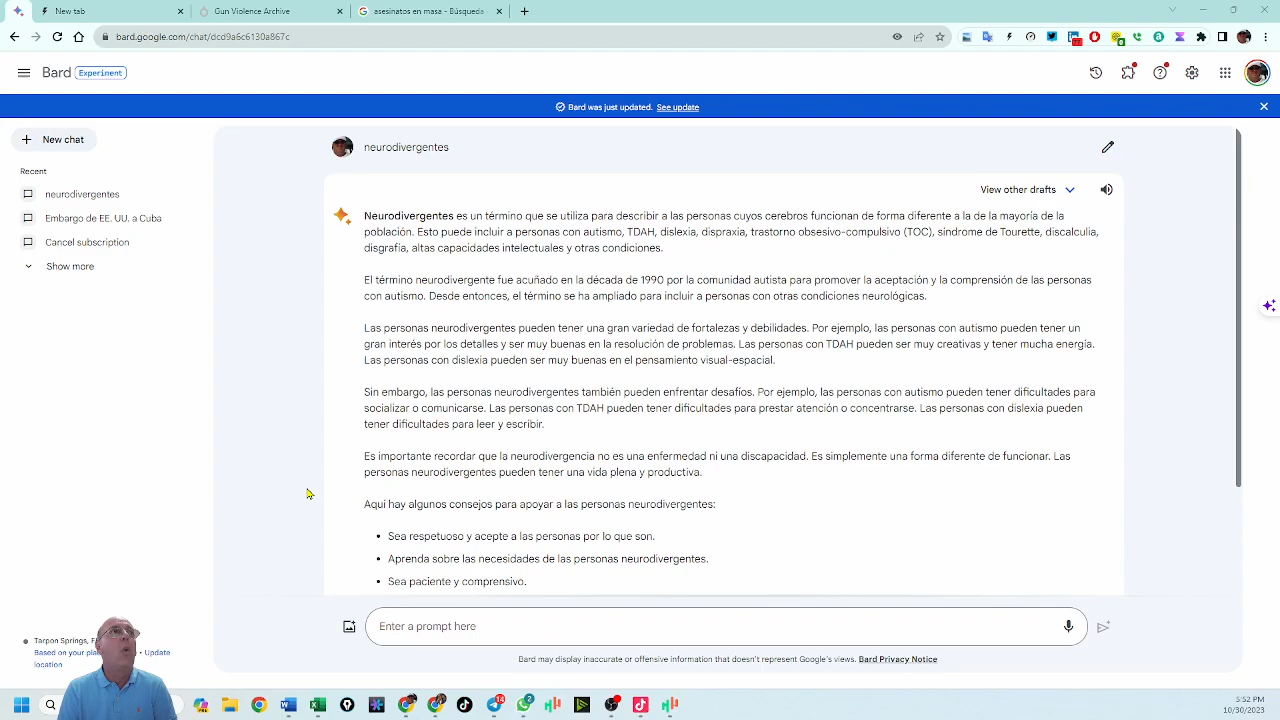 New tab
Gun Violence Archive
asesinatos en masa - Búsqueda
bard.google.com/chat/dcd9a6c6130a867c
Bard Experiment
Bard was just updated. See update
New chat
Recent
neurodivergentes
Embargo de EE. UU. a Cuba
Cancel subscription
Show more
neurodivergentes
View other drafts
Neurodivergentes es un término que se utiliza para describir a las personas cuyos cerebros funcionan de forma diferente a la de la mayoría de la
población. Esto puede incluir a personas con autismo, TDAH, dislexia, dispraxia, trastorno obsesivo-compulsivo (TOC), síndrome de Tourette, discalculia,
disgrafía, altas capacidades intelectuales y otras condiciones.
El término neurodivergente fue acuñado en la década de 1990 por la comunidad autista para promover la aceptación y la comprensión de las personas
con autismo. Desde entonces, el término se ha ampliado para incluir a personas con otras condiciones neurológicas.
Las personas neurodivergentes pueden tener una gran variedad de fortalezas y debilidades. Por ejemplo, las personas con autismo pueden tener un
gran interés por los detalles y ser muy buenas en la resolución de problemas. Las personas con TDAH pueden ser muy creativas y tener mucha energía.
Las personas con dislexia pueden ser muy buenas en el pensamiento visual-espacial.
Sin embargo, las personas neurodivergentes también pueden enfrentar desafíos. Por ejemplo, las personas con autismo pueden tener dificultades para
socializar o comunicarse. Las personas con TDAH pueden tener dificultades para prestar atención o concentrarse. Las personas con dislexia pueden
tener dificultades para leer y escribir.
Es importante recordar que la neurodivergencia no es una enfermedad ni una discapacidad. Es simplemente una forma diferente de funcionar. Las
personas neurodivergentes pueden tener una vida plena y productiva.
Aquí hay algunos consejos para apoyar a las personas neurodivergentes:
• Sea respetuoso y acepte a las personas por lo que son.
• Aprenda sobre las necesidades de las personas neurodivergentes.
• Sea paciente y comprensivo.
Enter a prompt here
Bard may display inaccurate or offensive information that doesn't represent Google's views. Bard Privacy Notice
Tarpon Springs,
Based on your • Update
location
14
2
5:52 PM
10/30/2023